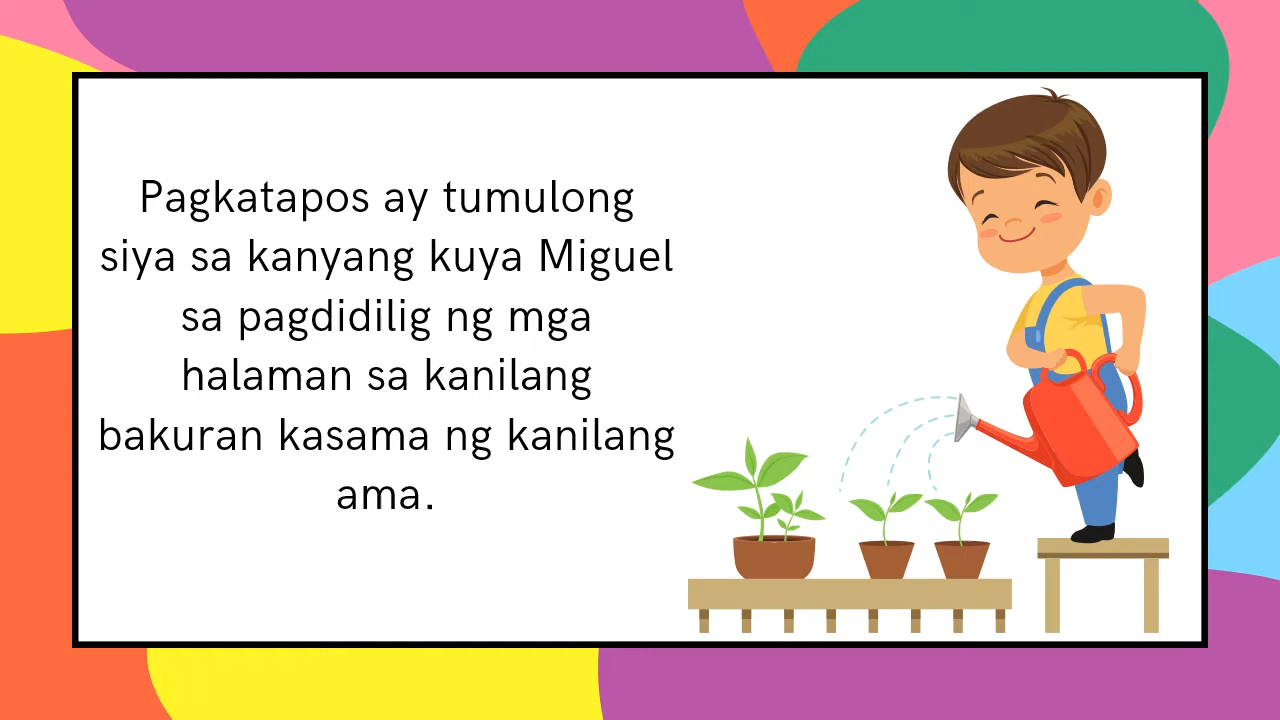 Pagkatapos ay tumulong
siya sa kanyang kuya Miguel
sa pagdidilig ng mga
halaman sa kanilang
bakuran kasama ng kanilang
ama.